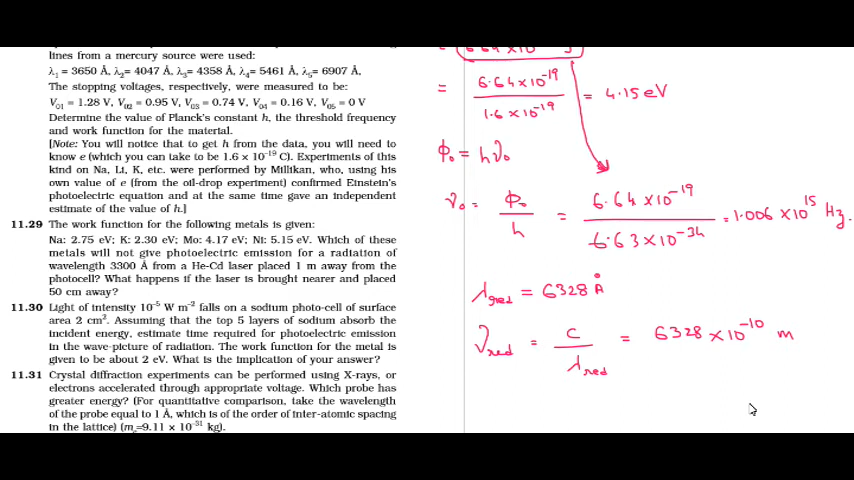 lines from a mercury source were used:
λ1 = 3650 Å, λ2= 4047 Å, λ3= 4358 Å, λ4= 5461 Å, λ5= 6907 Å,
The stopping voltages, respectively, were measured to be:
V01 = 1.28 V, V02 = 0.95 V, V03 = 0.74 V, V04 = 0.16 V, V05 = 0 V
Determine the value of Planck's constant h, the threshold frequency
and work function for the material.
[Note: You will notice that to get h from the data, you will need to
know e (which you can take to be 1.6 × 10⁻¹⁹ C). Experiments of this
kind on Na, Li, K, etc. were performed by Millikan, who, using his
own value of e (from the oil-drop experiment) confirmed Einstein's
photoelectric equation and at the same time gave an independent
estimate of the value of h.]
11.29 The work function for the following metals is given:
Na: 2.75 eV; K: 2.30 eV; Mo: 4.17 eV; Ni: 5.15 eV. Which of these
metals will not give photoelectric emission for a radiation of
wavelength 3300 Å from a He-Cd laser placed 1 m away from the
photocell? What happens if the laser is brought nearer and placed
50 cm away?
11.30 Light of intensity 10⁻⁵ W m⁻² falls on a sodium photo-cell of surface
area 2 cm². Assuming that the top 5 layers of sodium absorb the
incident energy, estimate time required for photoelectric emission
in the wave-picture of radiation. The work function for the metal is
given to be about 2 eV. What is the implication of your answer?
11.31 Crystal diffraction experiments can be performed using X-rays, or
electrons accelerated through appropriate voltage. Which probe has
greater energy? (For quantitative comparison, take the wavelength
of the probe equal to 1 Å, which is of the order of inter-atomic spacing
in the lattice) (me=9.11 × 10⁻³¹ kg).
= 6.64×10⁻¹⁹ / 1.6×10⁻¹⁹ = 4.15 eV
ϕ₀ = hν₀
ν₀ = ϕ₀ / h = 6.64×10⁻¹⁹ / 6.63×10⁻³⁴ = 1.006 × 10¹⁵ Hz.
λred = 6328 Å
νred = c / λred = 6328 × 10⁻¹⁰ m